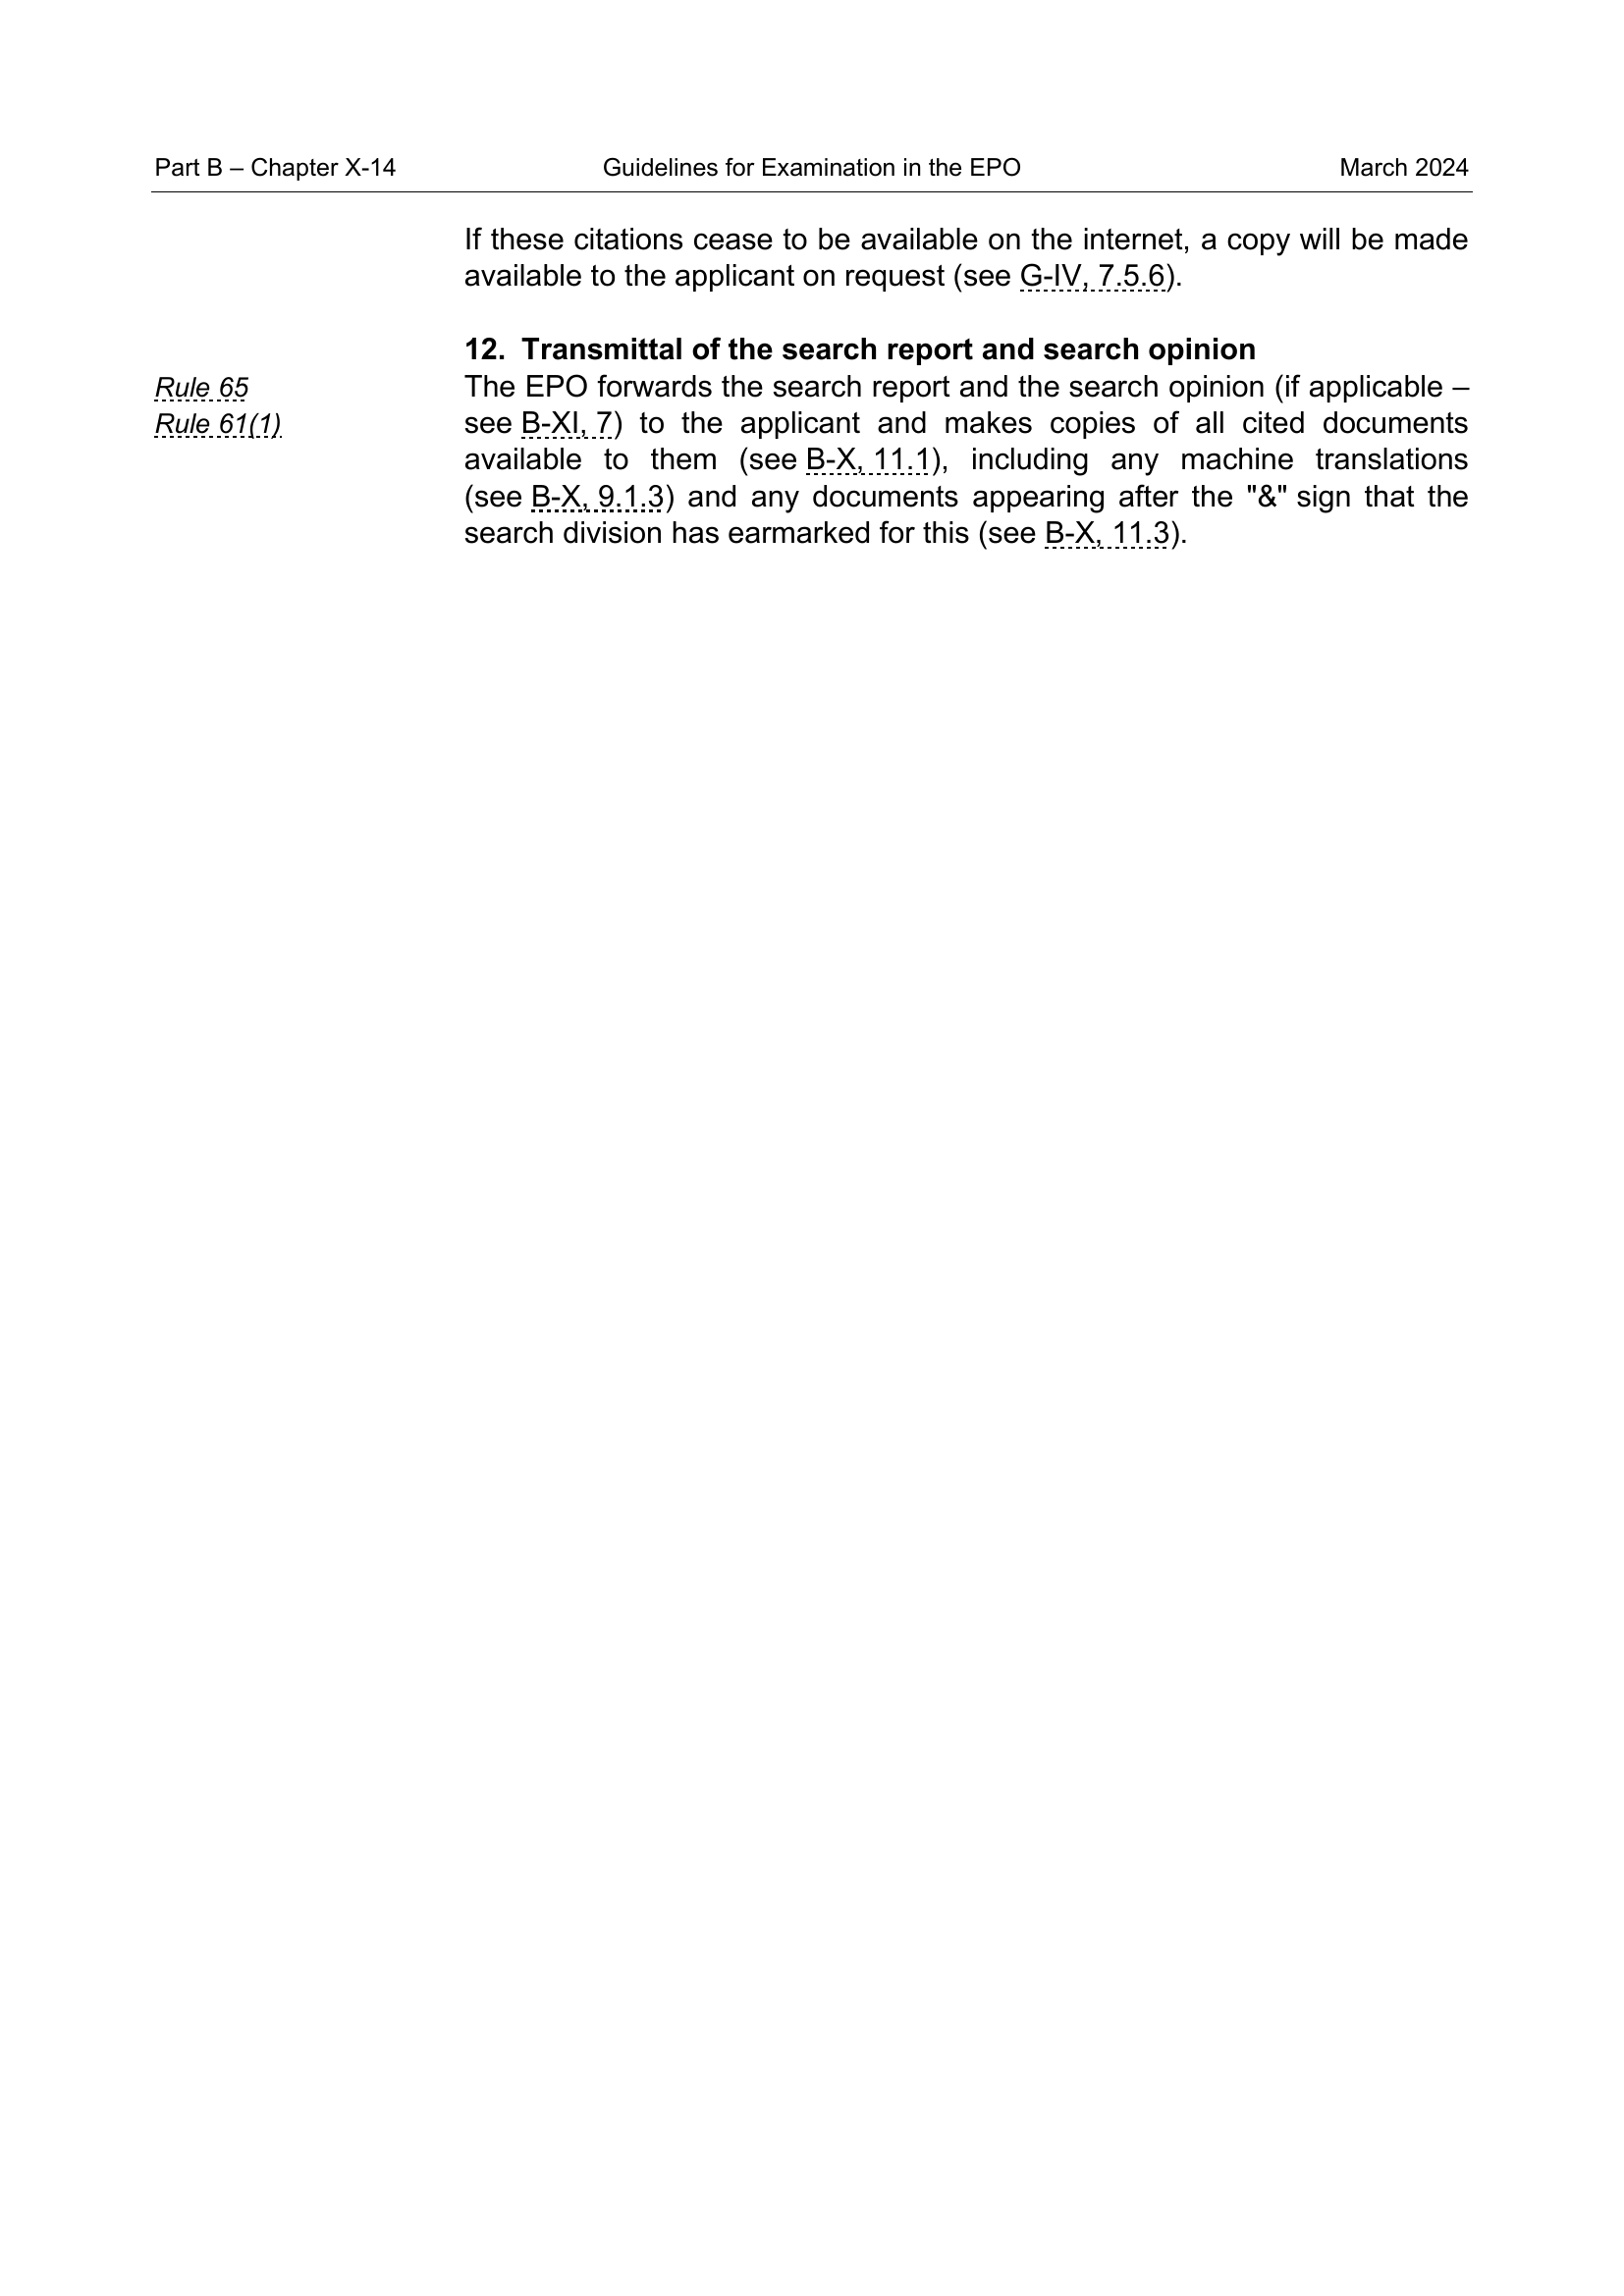 Part B – Chapter X-14 Guidelines for Examination in the EPO March 2024
If these citations cease to be available on the internet, a copy will be made
available to the applicant on request (see G-IV, 7.5.6).
12. Transmittal of the search report and search opinion
Rule 65
Rule 61(1)
The EPO forwards the search report and the search opinion (if applicable –
see B-XI, 7) to the applicant and makes copies of all cited documents
available to them (see B-X, 11.1), including any machine translations
(see B-X, 9.1.3) and any documents appearing after the "&" sign that the
search division has earmarked for this (see B-X, 11.3).